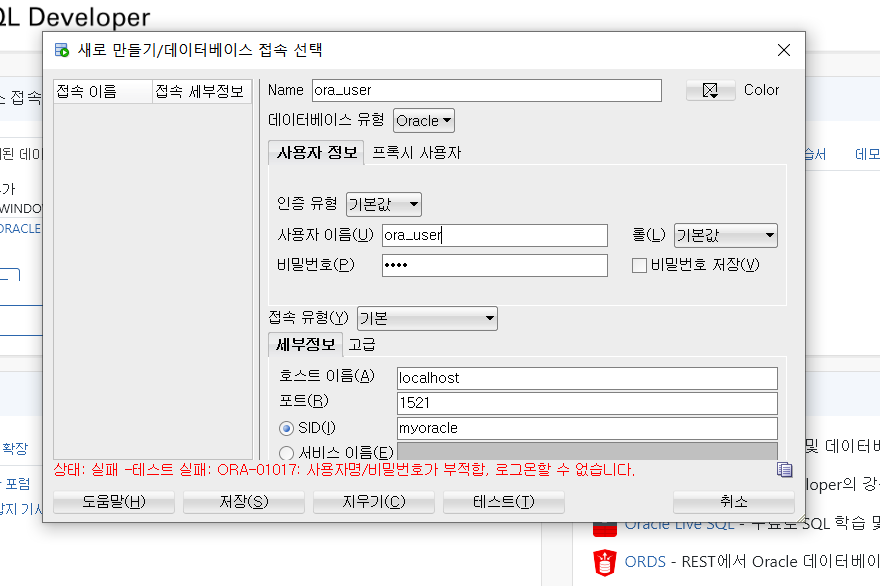 QL Developer
새로 만들기/데이터베이스 접속 선택
접속 이름 접속 세부정보
Name ora_user Color
데이터베이스 유형 Oracle
사용자 정보 프록시 사용자
인증 유형 기본값
사용자 이름(U) ora_user 롤(L) 기본값
비밀번호(P) •••• 비밀번호 저장(V)
접속 유형(Y) 기본
세부정보 고급
호스트 이름(A) localhost
포트(R) 1521
SID(I) myoracle
서비스 이름(E)
상태: 실패 -테스트 실패: ORA-01017: 사용자명/비밀번호가 부적합, 로그온할 수 없습니다.
도움말(H) 저장(S) 지우기(C) 테스트(T) 취소
스 접속
된 데이
가
WINDO
ORACLE
확장
포럼
지 기사
습서 데모
및 데이터베
loper의 강
Oracle Live SQL - 무료로 SQL 학습 및
ORDS - REST에서 Oracle 데이터베이